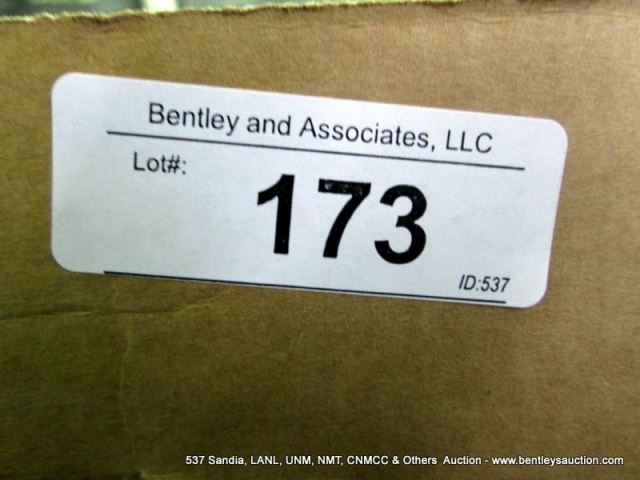 Bentley and Associates, LLC
Lot#:
173
ID:537
537 Sandia, LANL, UNM, NMT, CNMCC & Others Auction - www.bentleysauction.com